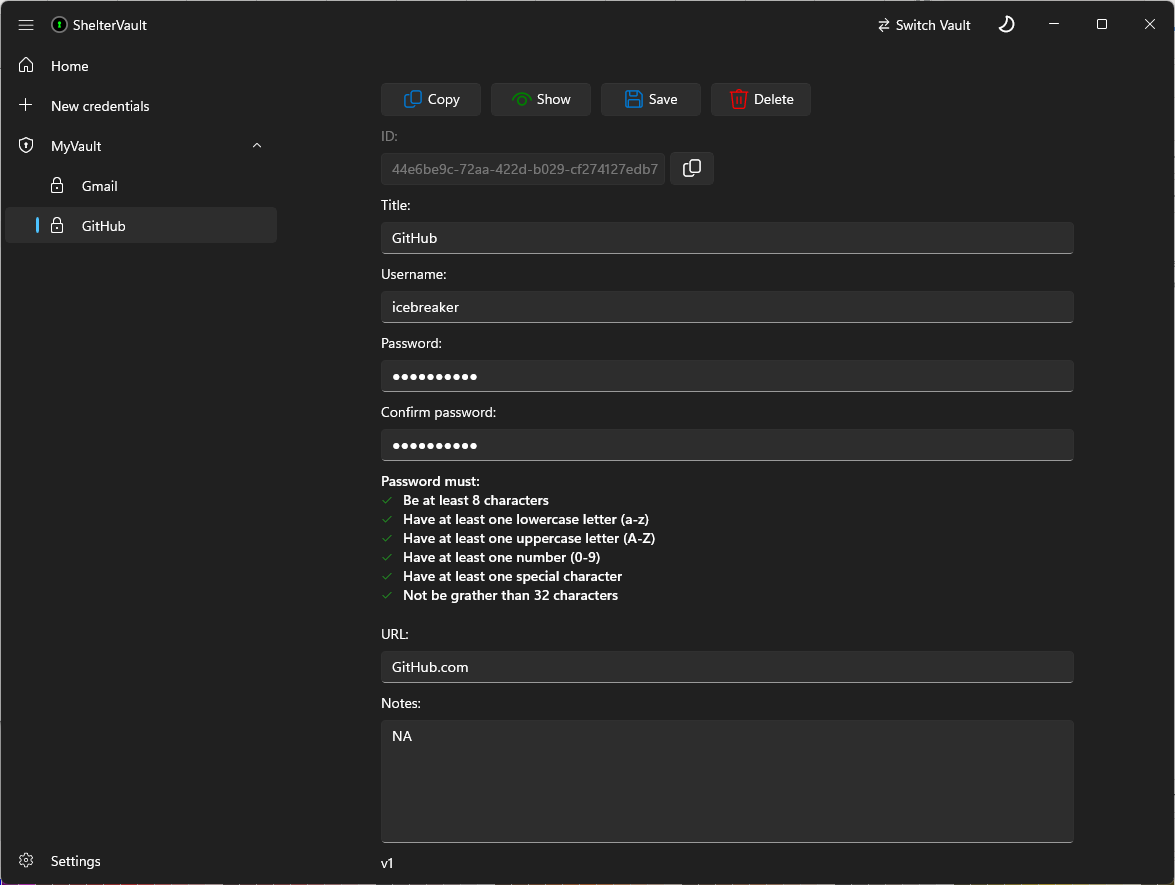 ShelterVault
Switch Vault
Home
New credentials
MyVault
Gmail
GitHub
Copy
Show
Save
Delete
ID:
44e6be9c-72aa-422d-b029-cf274127edb7
Title:
GitHub
Username:
icebreaker
Password:
●●●●●●●●●●
Confirm password:
●●●●●●●●●●
Password must:
Be at least 8 characters
Have at least one lowercase letter (a-z)
Have at least one uppercase letter (A-Z)
Have at least one number (0-9)
Have at least one special character
Not be grather than 32 characters
URL:
GitHub.com
Notes:
NA
Settings
v1